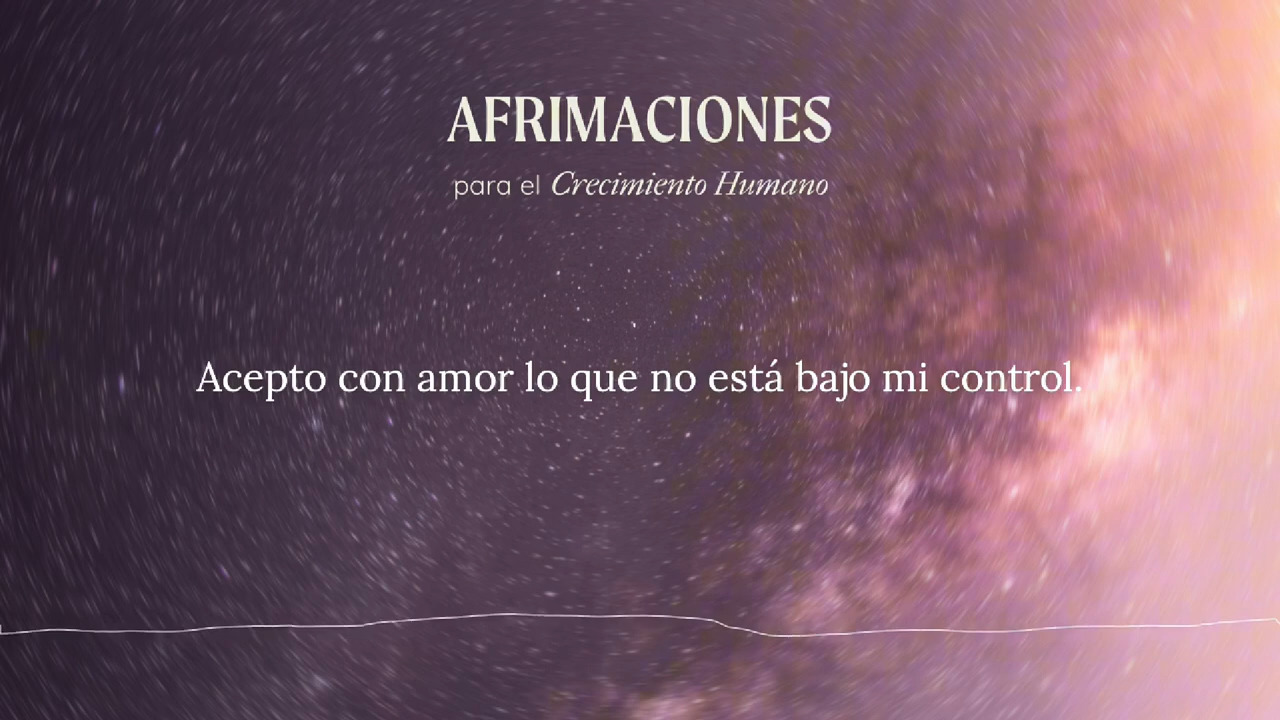 AFRIMACIONES
para el Crecimiento Humano
Acepto con amor lo que no está bajo mi control.